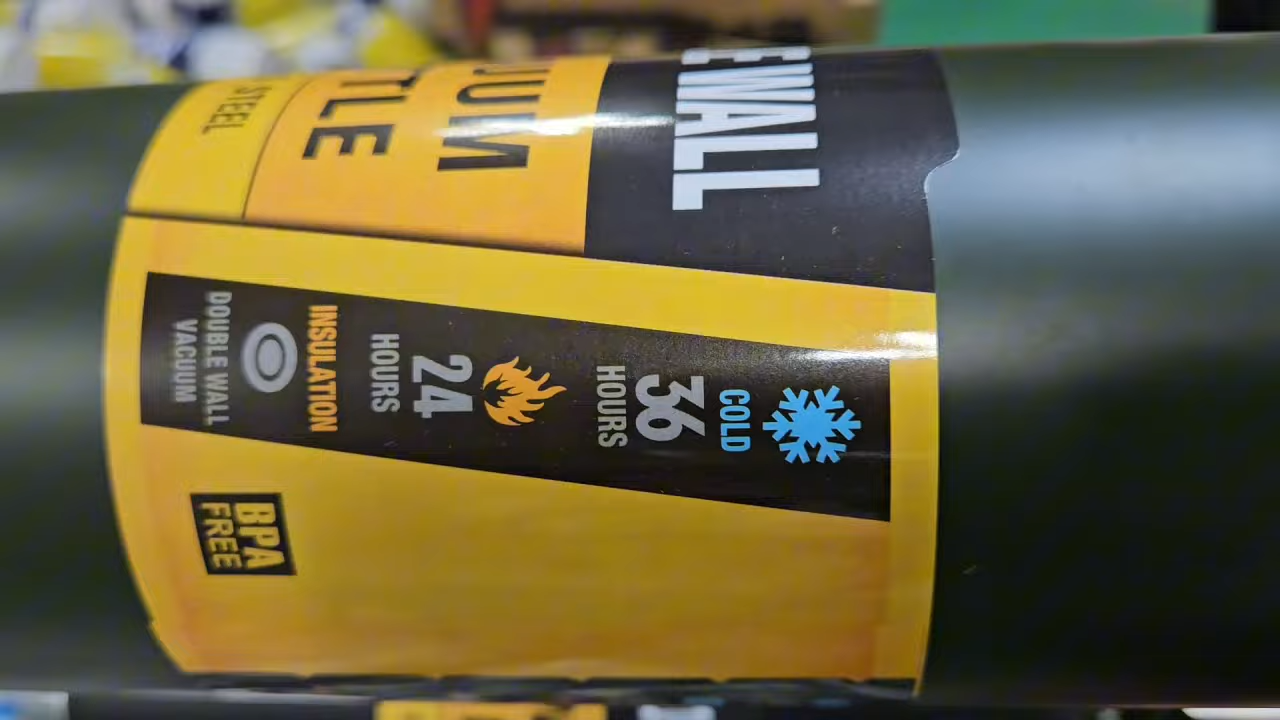 E WALL
UM
TLE
STEEL
COLD
36
HOURS
24
HOURS
INSULATION
DOUBLE WALL
VACUUM
BPA
FREE